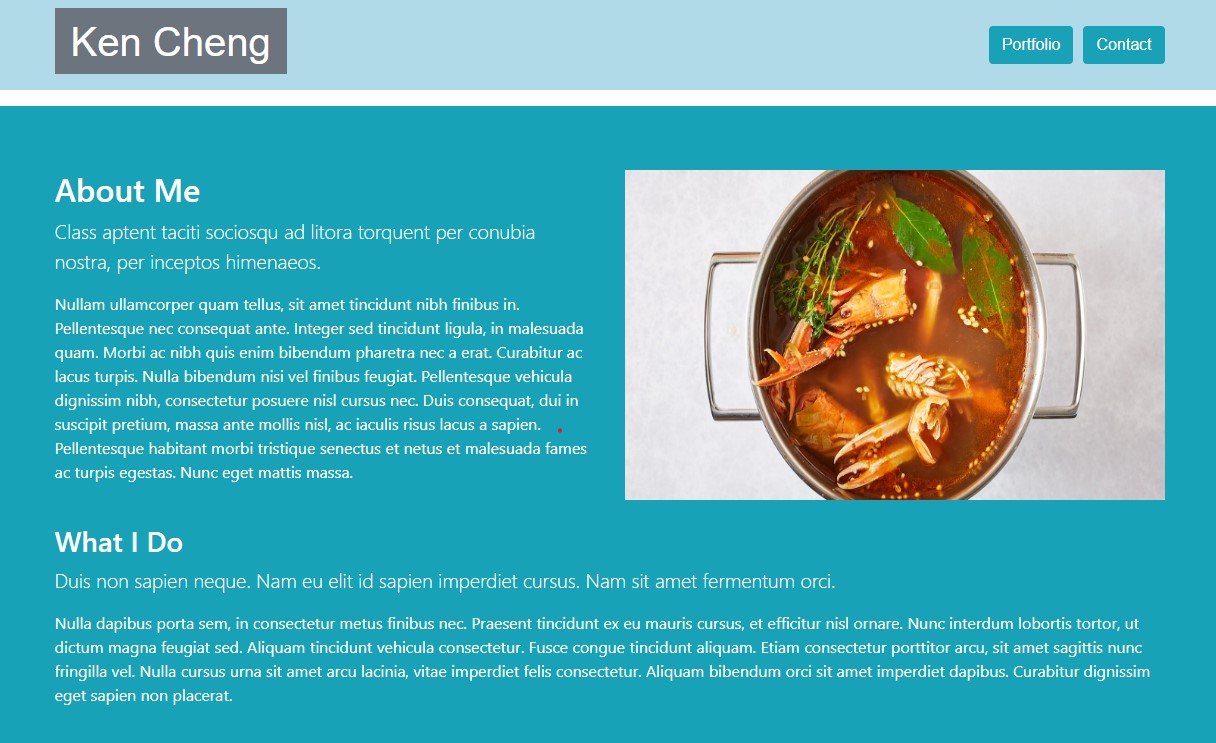 Ken Cheng
Portfolio
Contact
About Me
Class aptent taciti sociosqu ad litora torquent per conubia
nostra, per inceptos himenaeos.
Nullam ullamcorper quam tellus, sit amet tincidunt nibh finibus in.
Pellentesque nec consequat ante. Integer sed tincidunt ligula, in malesuada
quam. Morbi ac nibh quis enim bibendum pharetra nec a erat. Curabitur ac
lacus turpis. Nulla bibendum nisi vel finibus feugiat. Pellentesque vehicula
dignissim nibh, consectetur posuere nisl cursus nec. Duis consequat, dui in
suscipit pretium, massa ante mollis nisl, ac iaculis risus lacus a sapien.
Pellentesque habitant morbi tristique senectus et netus et malesuada fames
ac turpis egestas. Nunc eget mattis massa.
What I Do
Duis non sapien neque. Nam eu elit id sapien imperdiet cursus. Nam sit amet fermentum orci.
Nulla dapibus porta sem, in consectetur metus finibus nec. Praesent tincidunt ex eu mauris cursus, et efficitur nisl ornare. Nunc interdum lobortis tortor, ut
dictum magna feugiat sed. Aliquam tincidunt vehicula consectetur. Fusce congue tincidunt aliquam. Etiam consectetur porttitor arcu, sit amet sagittis nunc
fringilla vel. Nulla cursus urna sit amet arcu lacinia, vitae imperdiet felis consectetur. Aliquam bibendum orci sit amet imperdiet dapibus. Curabitur dignissim
eget sapien non placerat.